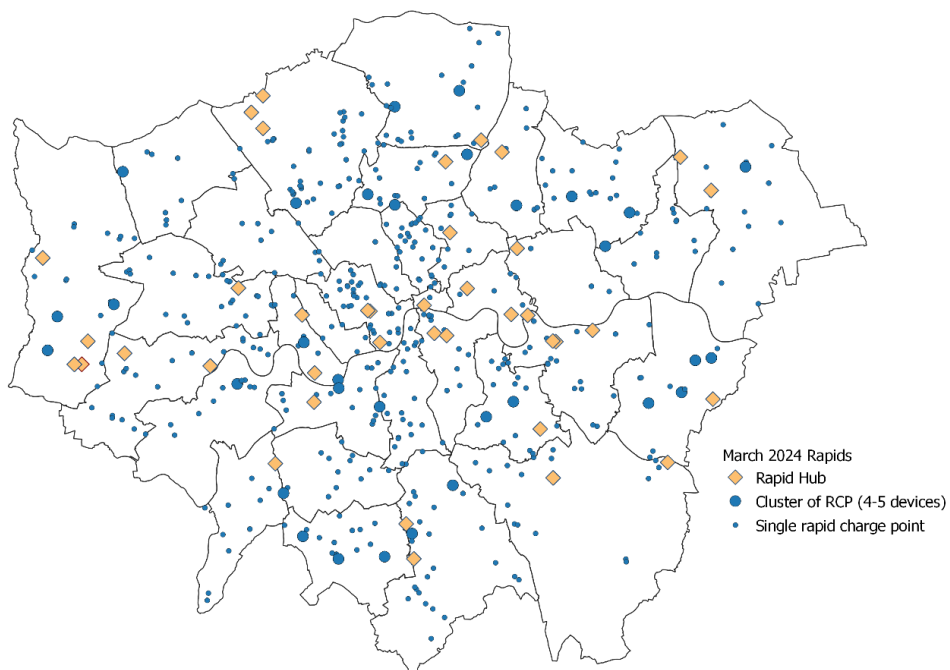 March 2024 Rapids
Rapid Hub
Cluster of RCP (4-5 devices)
Single rapid charge point